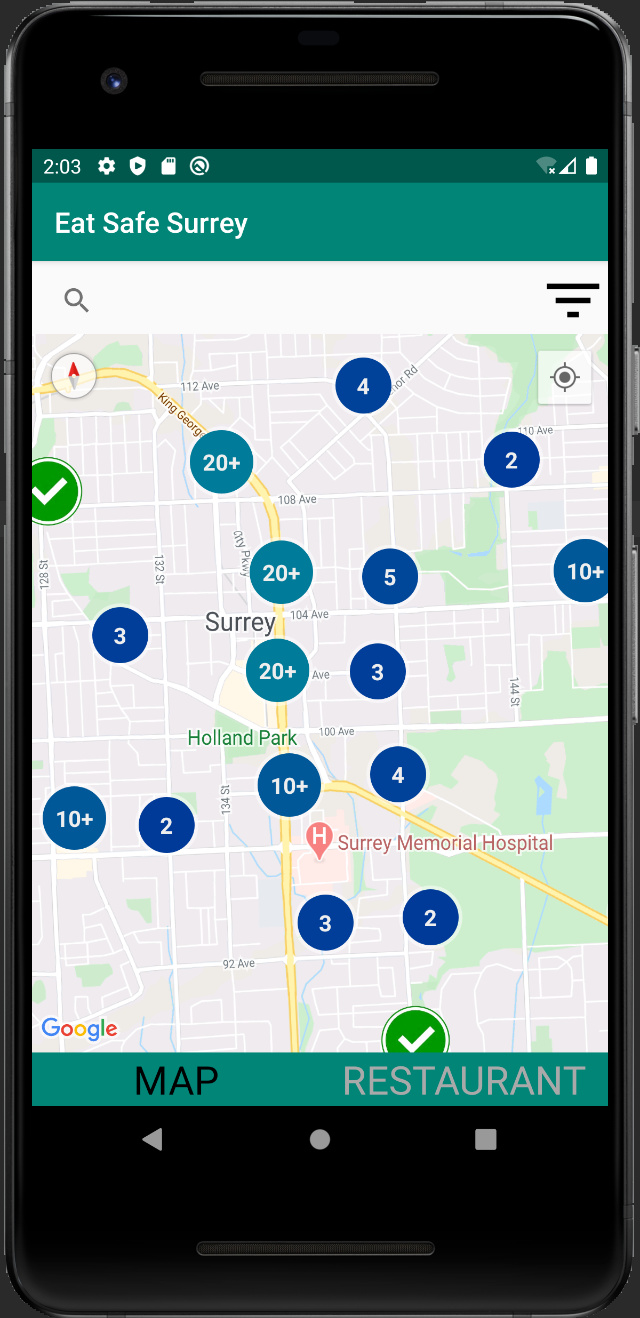 2:03
Eat Safe Surrey
4
112 Ave
King George
110 Ave
2
20+
108 Ave
City Pkwy
128 St
132 St
20+
5
10+
104 Ave
Surrey
3
20+
Ave
3
144 St
100 Ave
Holland Park
4
10+
134 St
10+
2
H
Surrey Memorial Hospital
3
2
92 Ave
Google
MAP
RESTAURANT